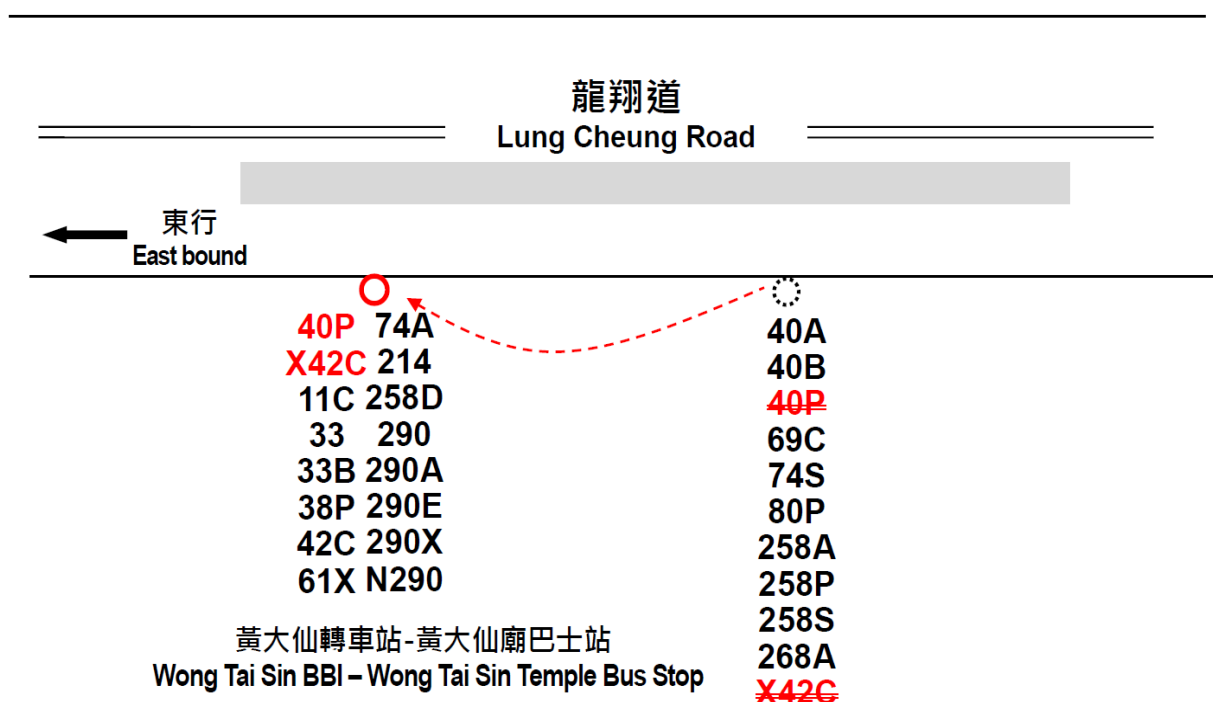 龍翔道
Lung Cheung Road
東行
East bound
40P 74A
X42C 214
11C 258D
33 290
33B 290A
38P 290E
42C 290X
61X N290
40A
40B
40P
69C
74S
80P
258A
258P
258S
268A
X42C
黃大仙轉車站-黃大仙廟巴士站
Wong Tai Sin BBI – Wong Tai Sin Temple Bus Stop